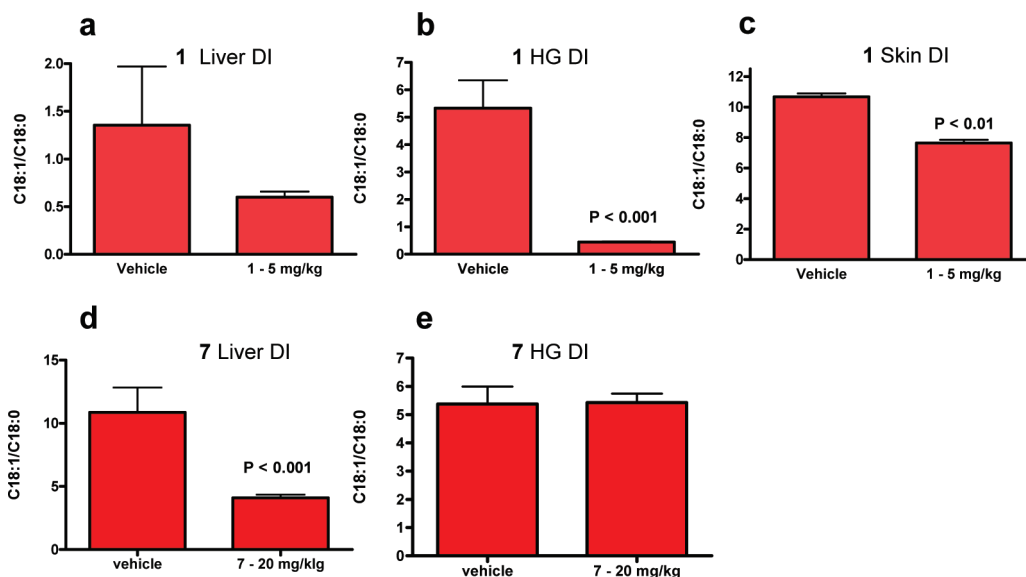 a
1 Liver DI
C18:1/C18:0
2.0
1.5
1.0
0.5
0.0
Vehicle
1 - 5 mg/kg
b
1 HG DI
C18:1/C18:0
7
6
5
4
3
2
1
0
P < 0.001
Vehicle
1 - 5 mg/kg
c
1 Skin DI
C18:1/C18:0
12
10
8
6
4
2
0
P < 0.01
Vehicle
1 - 5 mg/kg
d
7 Liver DI
C18:1/C18:0
15
10
5
0
P < 0.001
vehicle
7 - 20 mg/klg
e
7 HG DI
C18:1/C18:0
7
6
5
4
3
2
1
0
vehicle
7 - 20 mg/kg